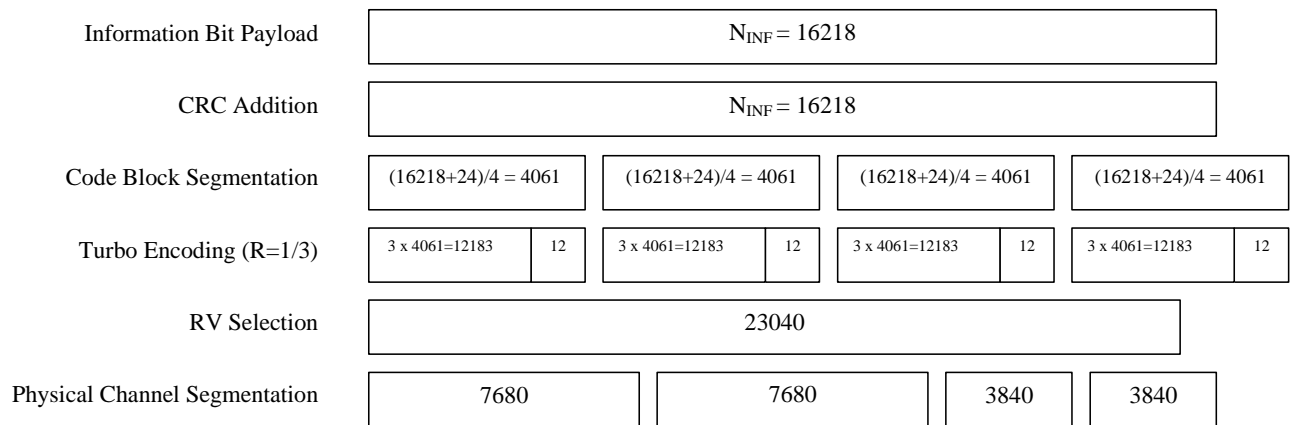 Information Bit Payload N_INF = 16218
CRC Addition N_INF = 16218
Code Block Segmentation (16218+24)/4 = 4061 (16218+24)/4 = 4061 (16218+24)/4 = 4061 (16218+24)/4 = 4061
Turbo Encoding (R=1/3) 3 x 4061=12183 12 3 x 4061=12183 12 3 x 4061=12183 12 3 x 4061=12183 12
RV Selection 23040
Physical Channel Segmentation 7680 7680 3840 3840